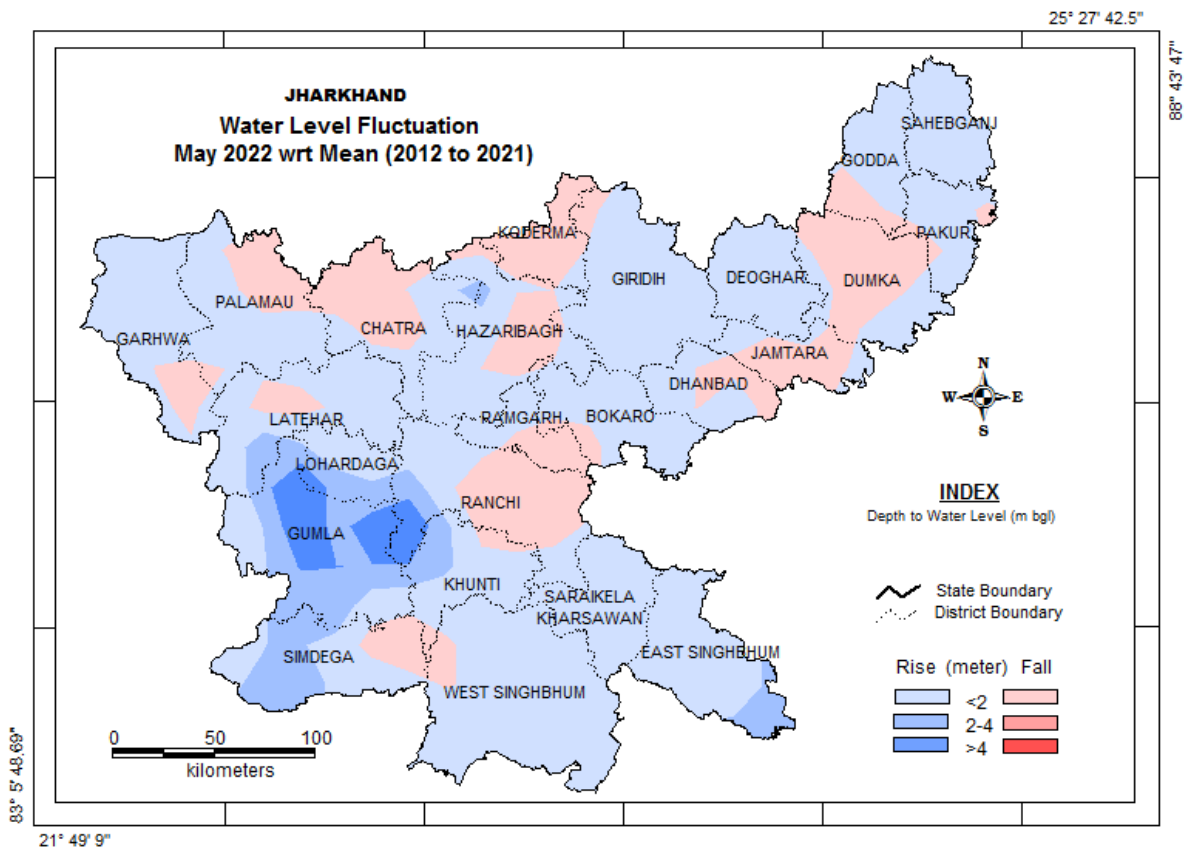 25° 27' 42.5"
88° 43' 47"
JHARKHAND
Water Level Fluctuation
May 2022 wrt Mean (2012 to 2021)
SAHEBGANJ
GODDA
KODERMA
PAKUR
GIRIDIH
DEOGHAR
DUMKA
PALAMAU
CHATRA
HAZARIBAGH
GARHWA
JAMTARA
DHANBAD
LATEHAR
RAMGARH
BOKARO
LOHARDAGA
RANCHI
GUMLA
KHUNTI
SARAIKELA
KHARSAWAN
SIMDEGA
EAST SINGHBHUM
WEST SINGHBHUM
N
W E
S
INDEX
Depth to Water Level (m bgl)
State Boundary
District Boundary
Rise (meter) Fall
<2
2-4
>4
0 50 100
kilometers
83° 5' 48.69"
21° 49' 9"